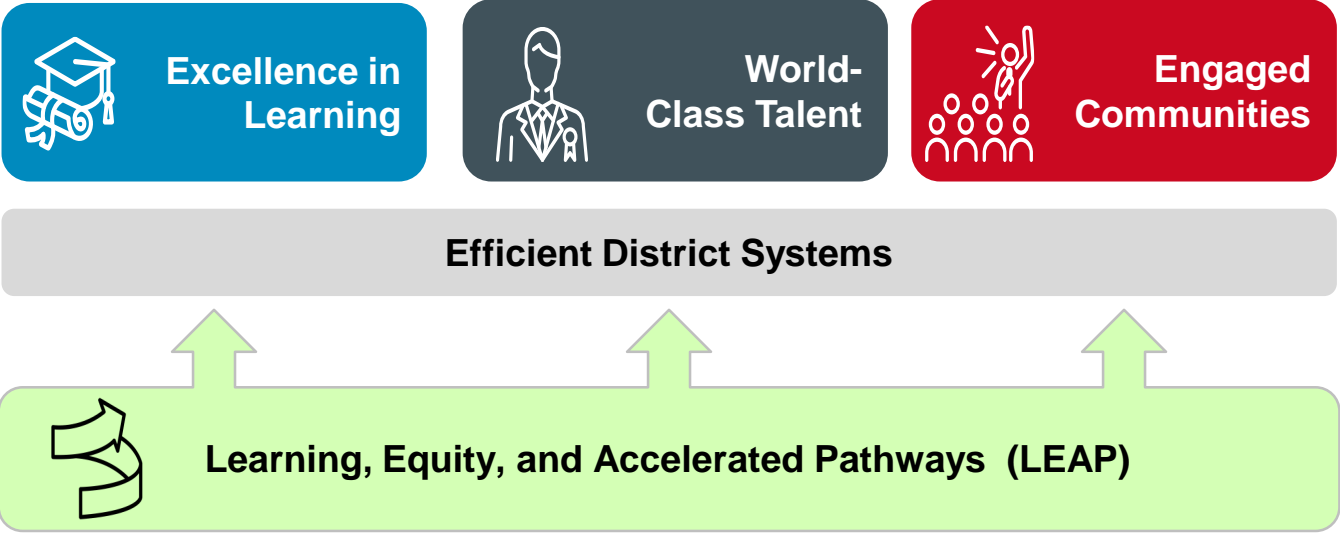 Excellence in
Learning
World-
Class Talent
Engaged
Communities
Efficient District Systems
Learning, Equity, and Accelerated Pathways (LEAP)